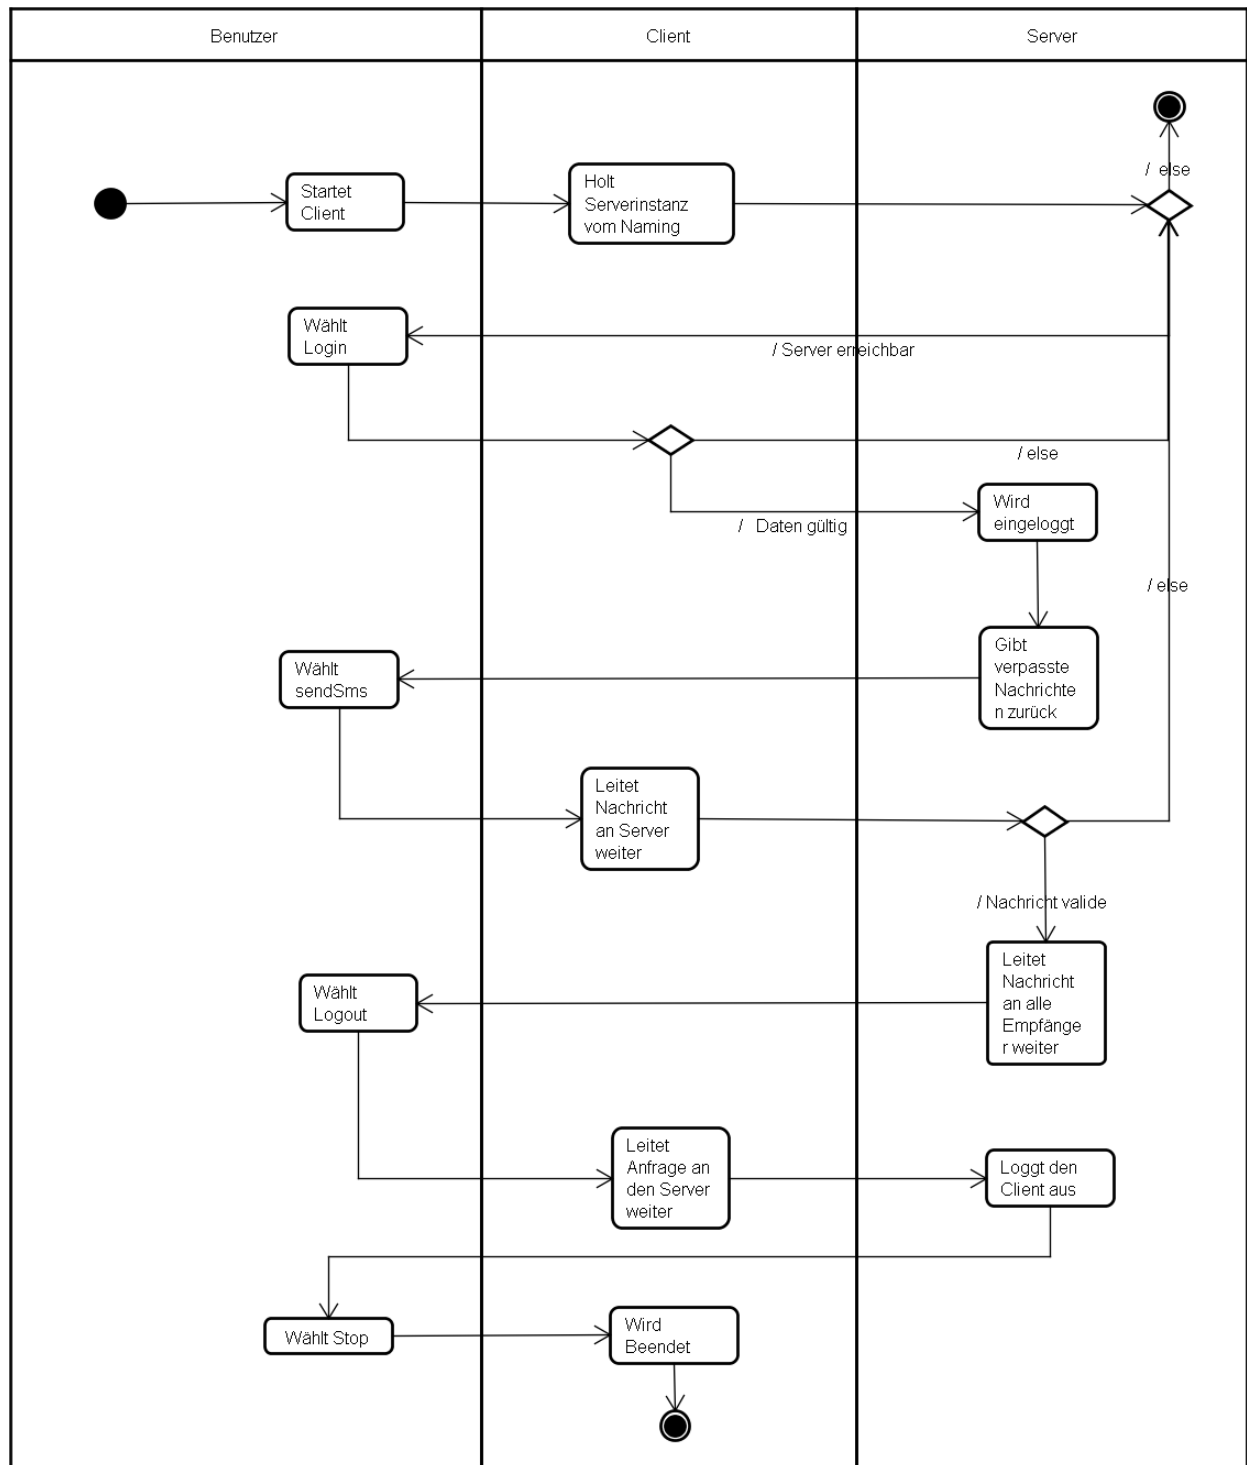 Benutzer
Client
Server
/ else
Startet
Client
Holt
Serverinstanz
vom Naming
Wählt
Login
/ Server erreichbar
/ else
Wird
eingeloggt
/ Daten gültig
/ else
Gibt
verpasste
Nachrichte
n zurück
Wählt
sendSms
Leitet
Nachricht
an Server
weiter
/ Nachricht valide
Leitet
Nachricht
an alle
Empfänge
r weiter
Wählt
Logout
Leitet
Anfrage an
den Server
weiter
Loggt den
Client aus
Wählt Stop
Wird
Beendet